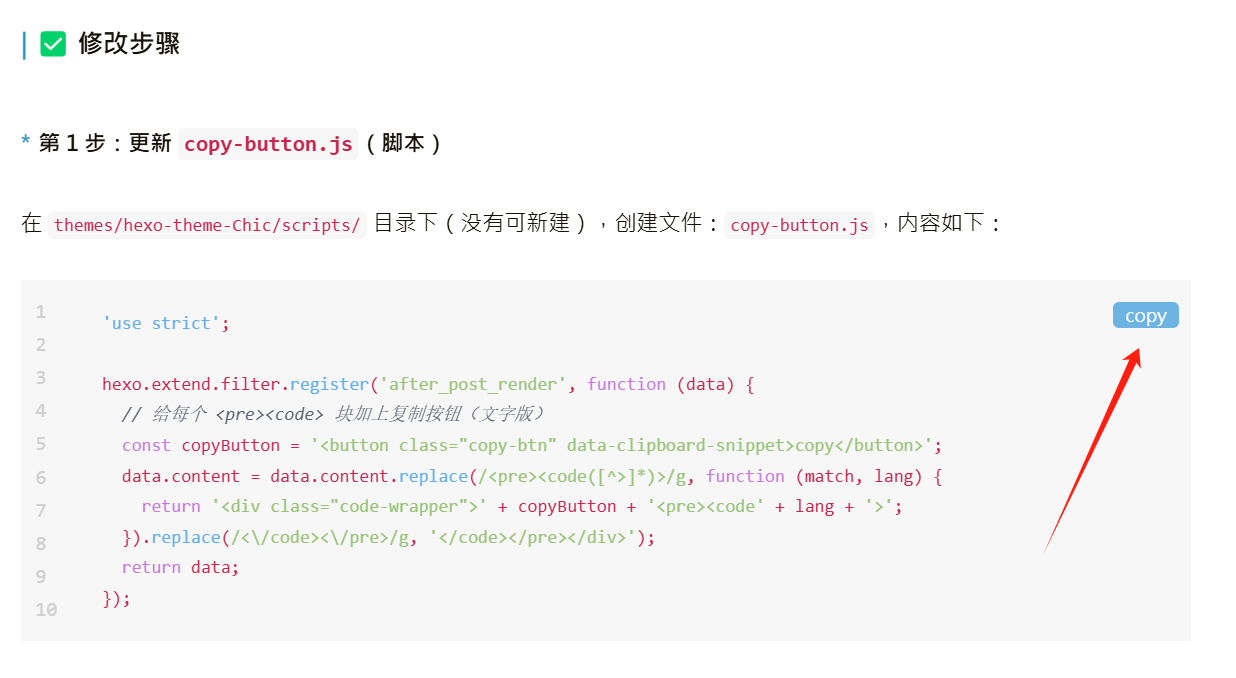 修改步骤
* 第 1 步：更新 copy-button.js（脚本）
在 themes/hexo-theme-Chic/scripts/ 目录下（没有可新建），创建文件：copy-button.js，内容如下：
copy
1 'use strict';
2
3 hexo.extend.filter.register('after_post_render', function (data) {
4   // 给每个 <pre><code> 块加上复制按钮（文字版）
5   const copyButton = '<button class="copy-btn" data-clipboard-snippet>copy</button>';
6   data.content = data.content.replace(/<pre><code([^>]*)>/g, function (match, lang) {
7     return '<div class="code-wrapper">' + copyButton + '<pre><code' + lang + '>';
8   }).replace(/<\/code><\/pre>/g, '</code></pre></div>');
9   return data;
10 });